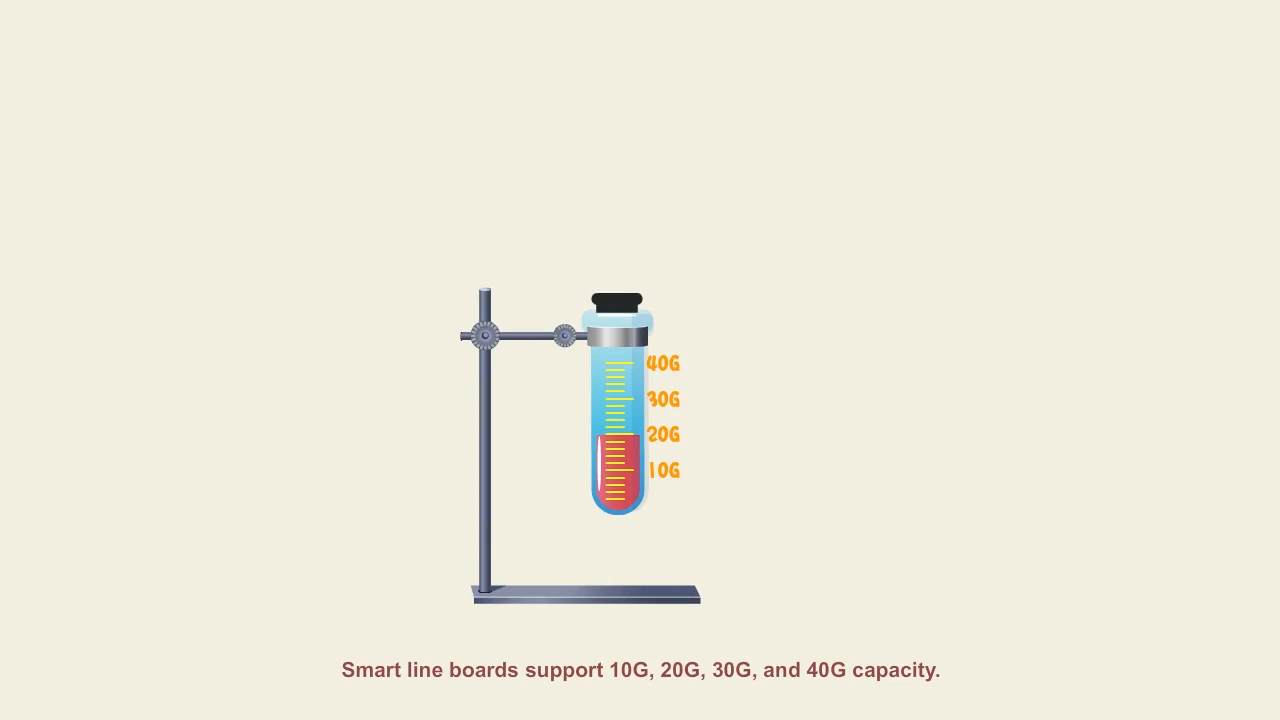 40G
30G
20G
10G
Smart line boards support 10G, 20G, 30G, and 40G capacity.